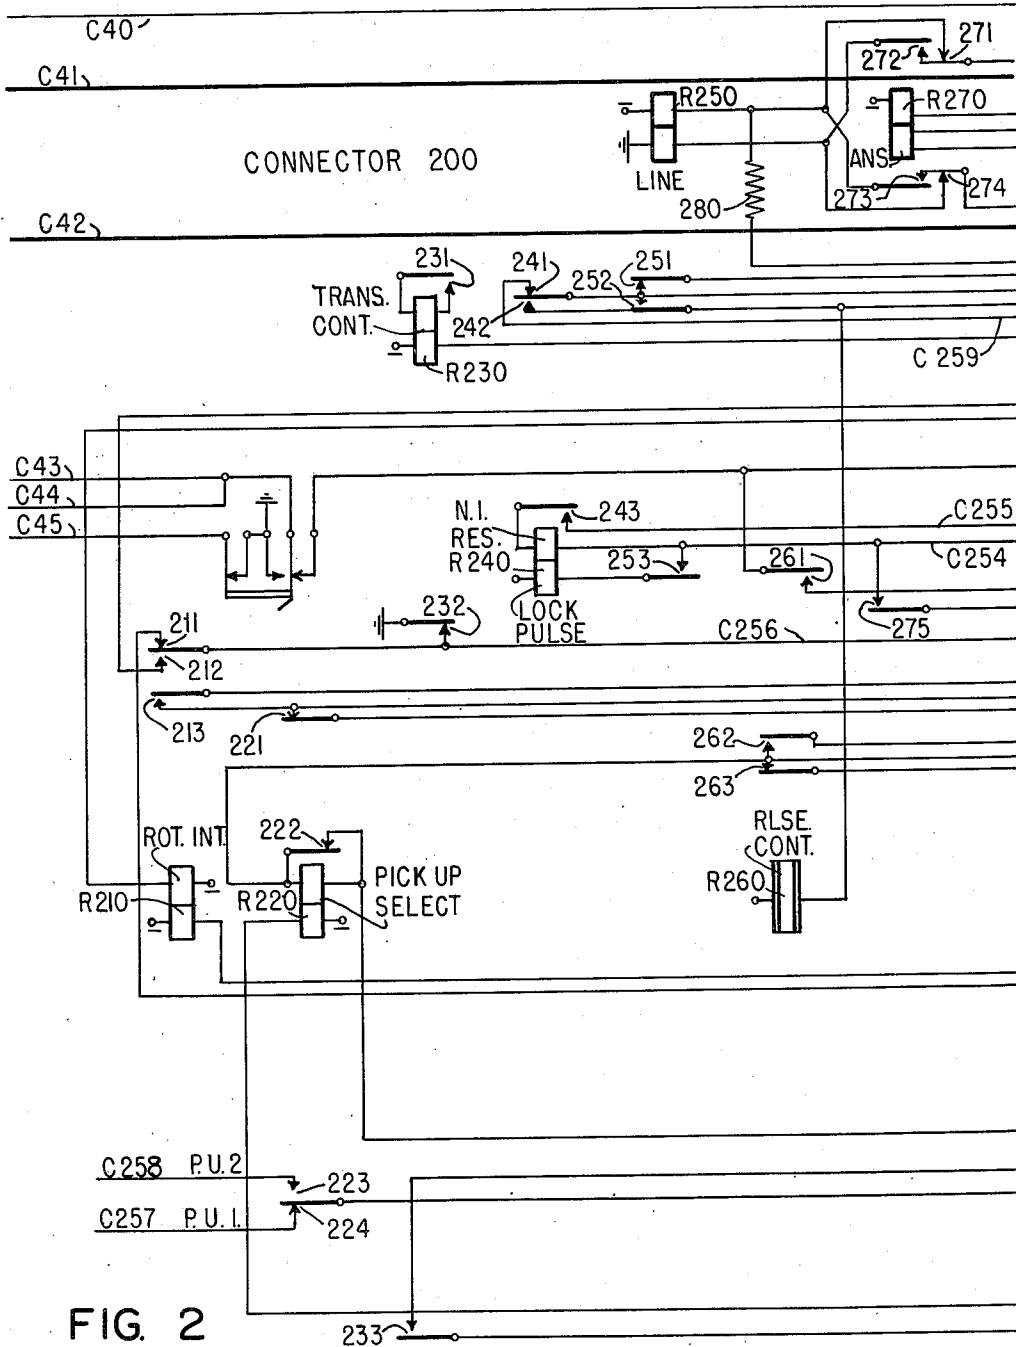 C40
271
272
C41
R250
R270
CONNECTOR 200
ANS.
LINE
273
274
280
C42
231
241
251
TRANS.
CONT.
252
242
C259
R230
C43
C44
C45
N.I.
RES.
243
C255
R240
253
261
C254
LOCK
PULSE
232
275
C256
211
212
213
221
262
263
ROT. INT.
222
RLSE.
CONT.
PICK UP
SELECT
R210
R220
R260
C258 P.U.2
223
C257 P.U.1.
224
FIG. 2
233